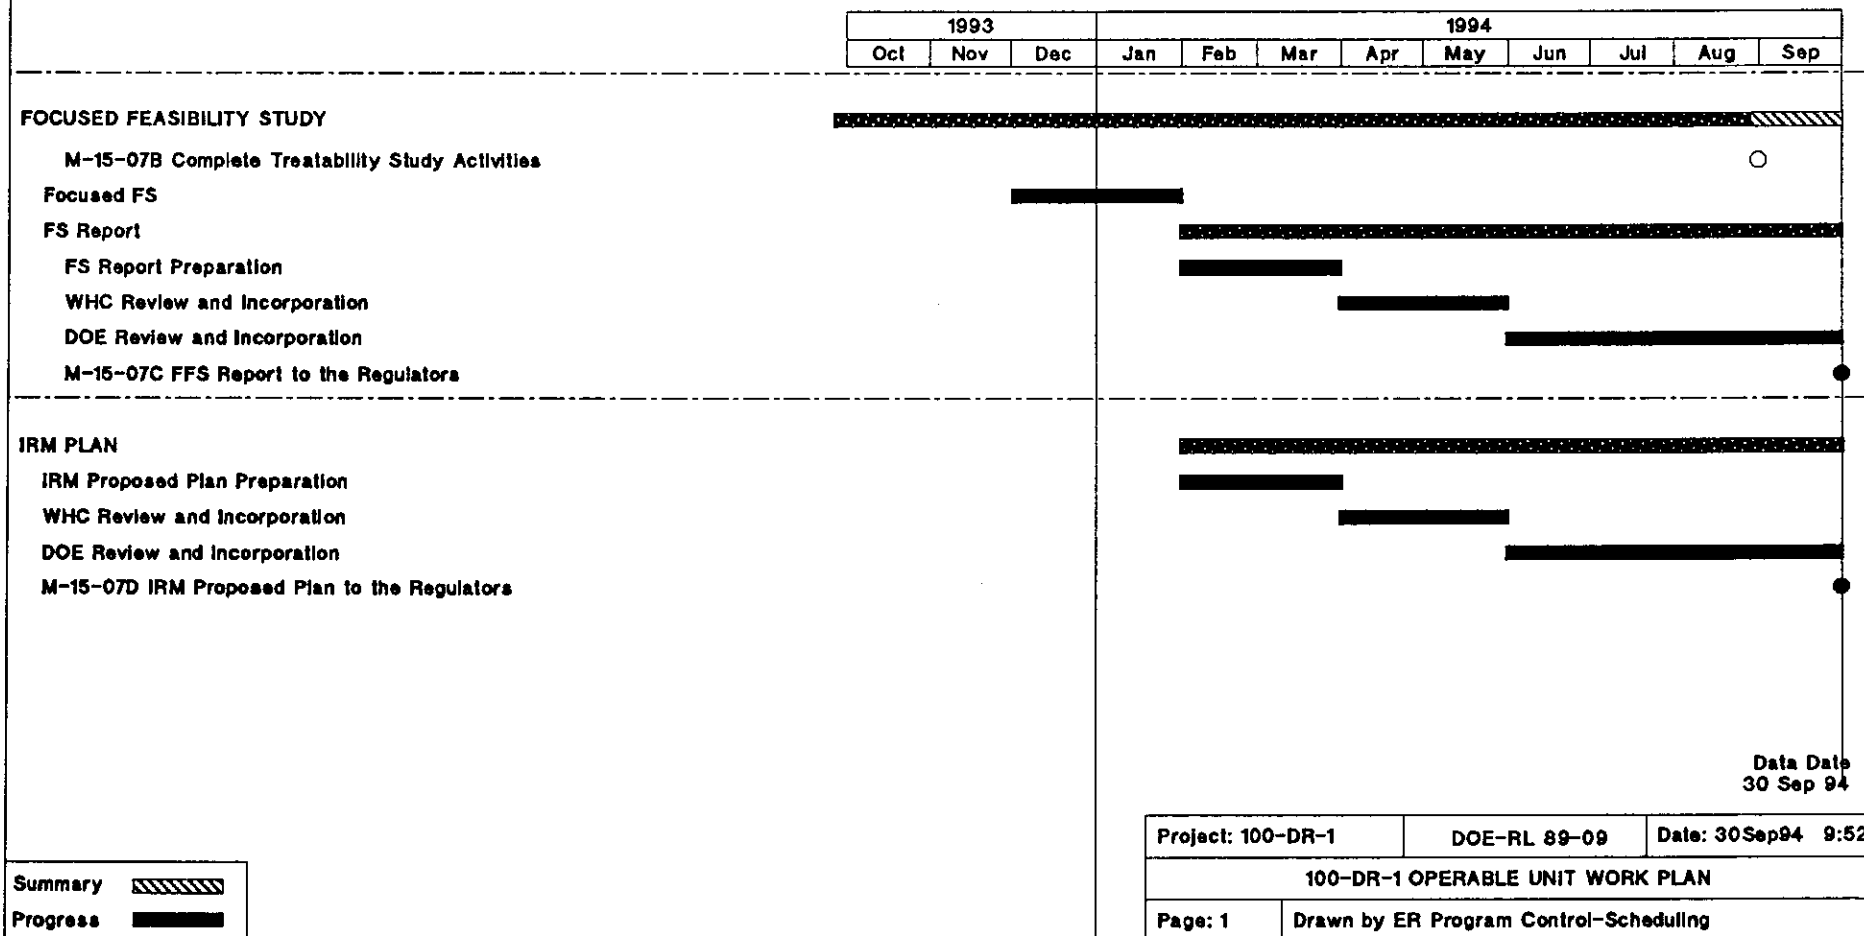 1993 1994
Oct Nov Dec Jan Feb Mar Apr May Jun Jul Aug Sep
FOCUSED FEASIBILITY STUDY
M-15-07B Complete Treatability Study Activities
Focused FS
FS Report
FS Report Preparation
WHC Review and Incorporation
DOE Review and Incorporation
M-15-07C FFS Report to the Regulators
IRM PLAN
IRM Proposed Plan Preparation
WHC Review and Incorporation
DOE Review and Incorporation
M-15-07D IRM Proposed Plan to the Regulators
Data Date
30 Sep 94
Project: 100-DR-1 DOE-RL 89-09 Date: 30Sep94 9:52
100-DR-1 OPERABLE UNIT WORK PLAN
Page: 1 Drawn by ER Program Control-Scheduling
Summary
Progress